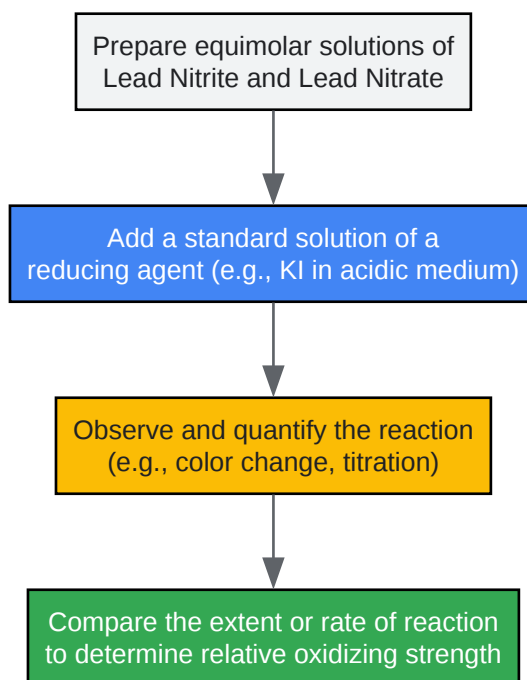 Prepare equimolar solutions of
Lead Nitrite and Lead Nitrate
Add a standard solution of a
reducing agent (e.g., KI in acidic medium)
Observe and quantify the reaction
(e.g., color change, titration)
Compare the extent or rate of reaction
to determine relative oxidizing strength